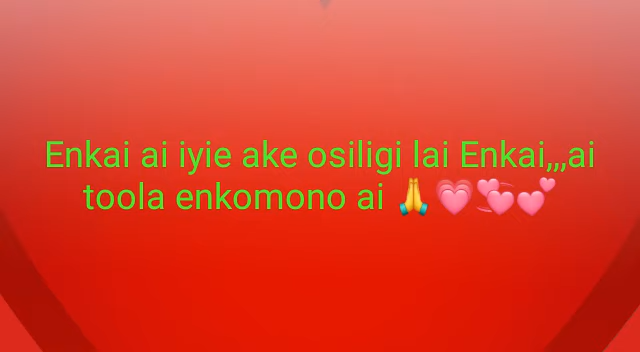 Enkai ai iyie ake osiligi lai Enkai,,,ai
toola enkomono ai 🙏💗💞💕